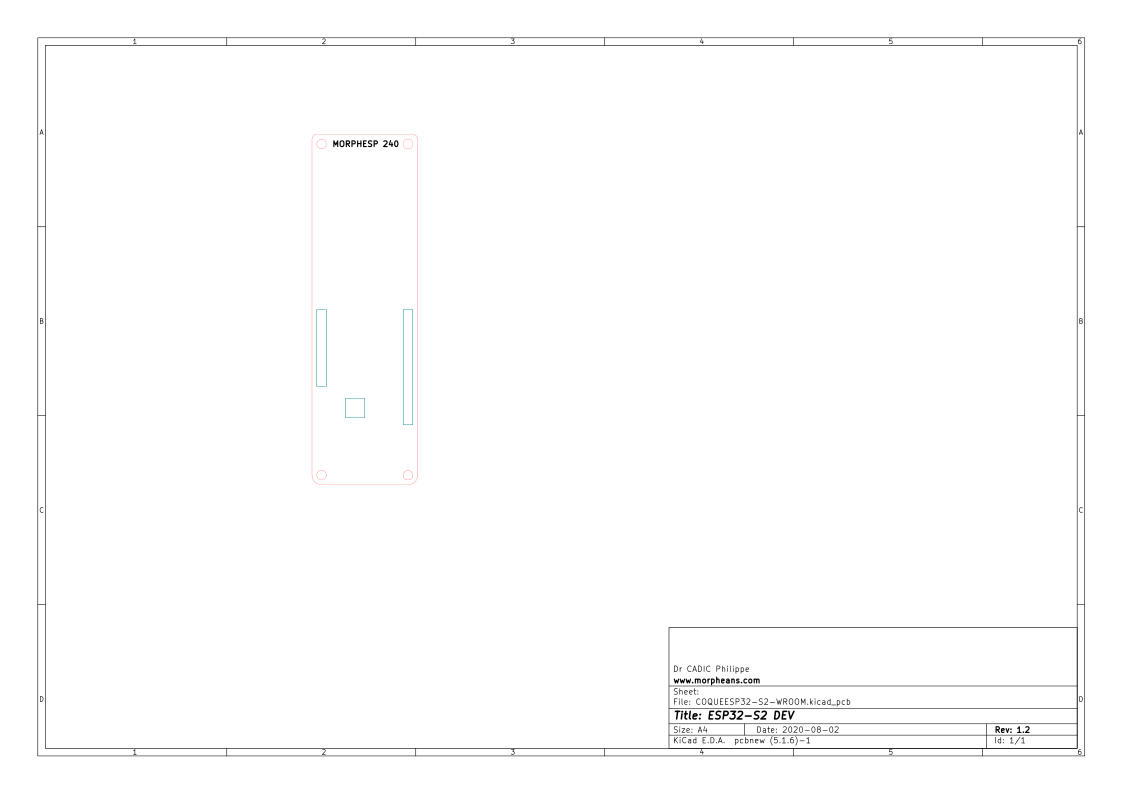 1 2 3 4 5 6
A A
MORPHESP 240
B B
C C
Dr CADIC Philippe
www.morpheans.com
Sheet:
File: COQUEESP32-S2-WROOM.kicad_pcb
D D
Title: ESP32-S2 DEV
Size: A4 Date: 2020-08-02 Rev: 1.2
KiCad E.D.A. pcbnew (5.1.6)-1 Id: 1/1
1 2 3 4 5 6